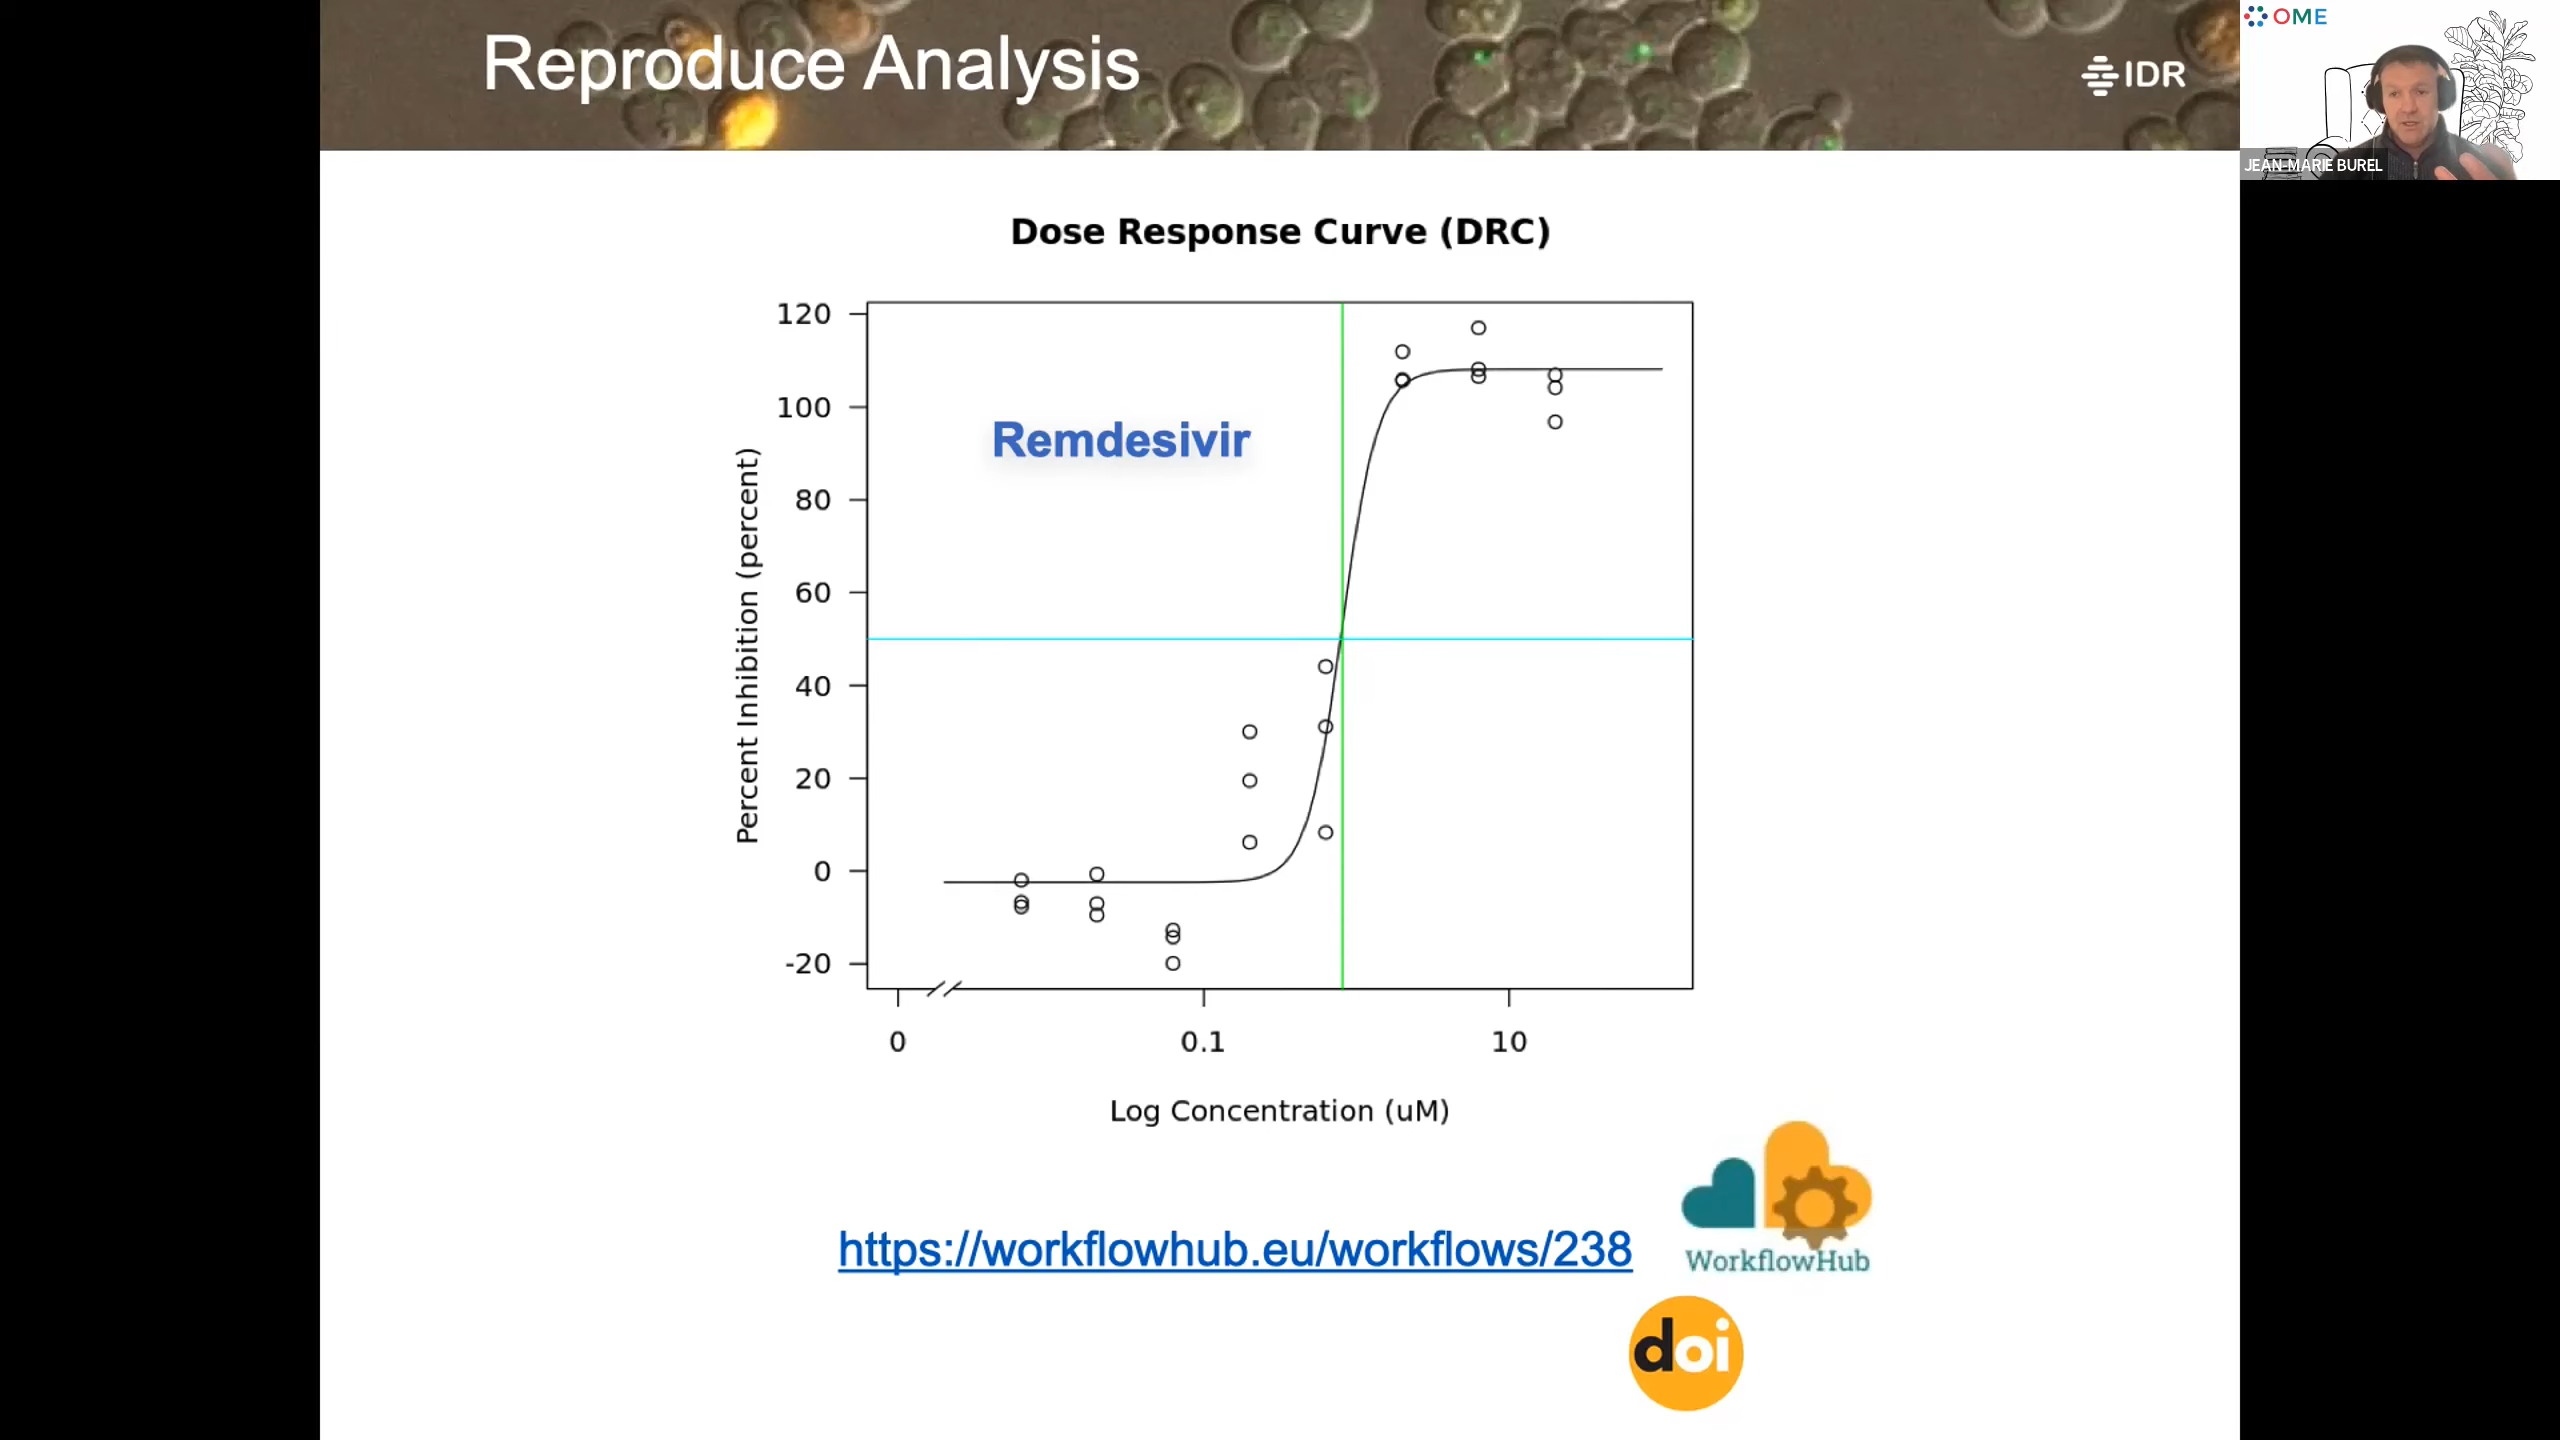 Reproduce Analysis
IDR
OME
JEAN-MARIE BUREL
Dose Response Curve (DRC)
120
100
80
60
40
20
0
-20
Percent Inhibition (percent)
Remdesivir
0
0.1
10
Log Concentration (uM)
https://workflowhub.eu/workflows/238
WorkflowHub
doi